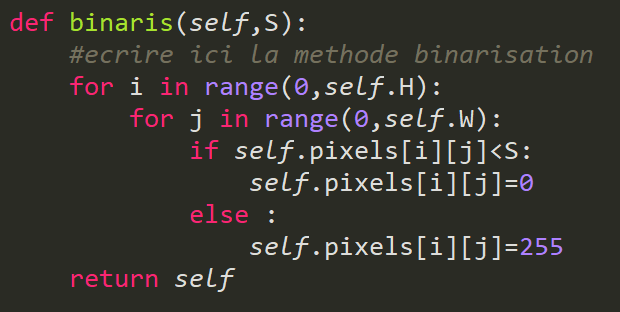 def binaris(self,S):
    #ecrire ici la methode binarisation
    for i in range(0,self.H):
        for j in range(0,self.W):
            if self.pixels[i][j]<S:
                self.pixels[i][j]=0
            else :
                self.pixels[i][j]=255
    return self